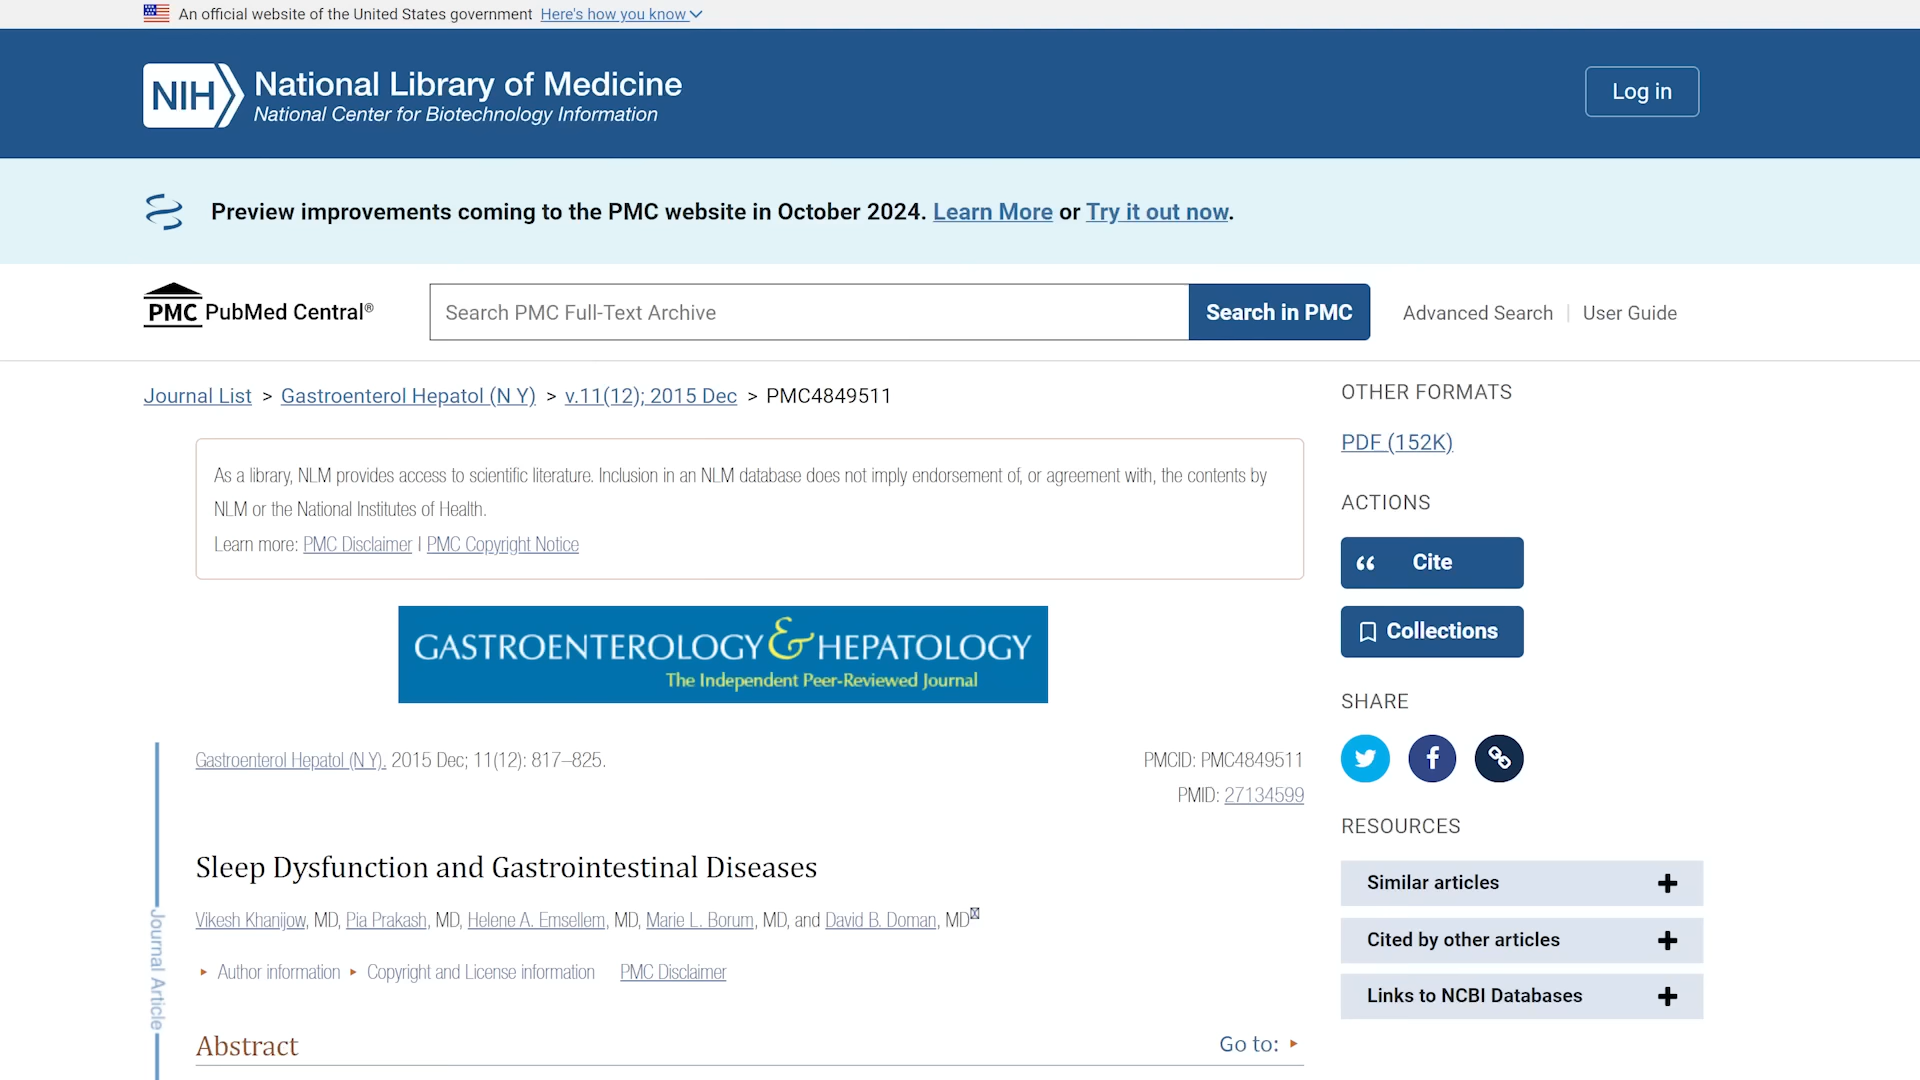 An official website of the United States government Here's how you know
NIH National Library of Medicine
National Center for Biotechnology Information
Log in
Preview improvements coming to the PMC website in October 2024. Learn More or Try it out now.
PMC PubMed Central®
Search PMC Full-Text Archive
Search in PMC
Advanced Search | User Guide
Journal List > Gastroenterol Hepatol (N Y) > v.11(12); 2015 Dec > PMC4849511
As a library, NLM provides access to scientific literature. Inclusion in an NLM database does not imply endorsement of, or agreement with, the contents by
NLM or the National Institutes of Health.
Learn more: PMC Disclaimer | PMC Copyright Notice
GASTROENTEROLOGY & HEPATOLOGY
The Independent Peer-Reviewed Journal
Gastroenterol Hepatol (N Y). 2015 Dec; 11(12): 817–825.
PMCID: PMC4849511
PMID: 27134599
Sleep Dysfunction and Gastrointestinal Diseases
Vikesh Khanijow, MD, Pia Prakash, MD, Helene A. Emsellem, MD, Marie L. Borum, MD, and David B. Doman, MD
Author information Copyright and License information PMC Disclaimer
Journal Article
Abstract
Go to:
OTHER FORMATS
PDF (152K)
ACTIONS
Cite
Collections
SHARE
RESOURCES
Similar articles
Cited by other articles
Links to NCBI Databases